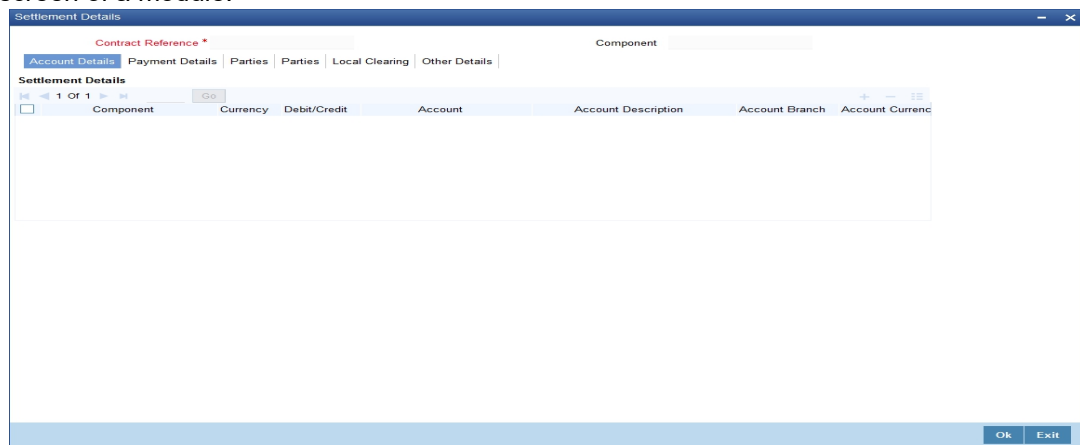 screen of a module.
Settlement Details
Contract Reference * Component
Account Details Payment Details Parties Parties Local Clearing Other Details
Settlement Details
1 Of 1 Go
Component Currency Debit/Credit Account Account Description Account Branch Account Currenc
Ok Exit